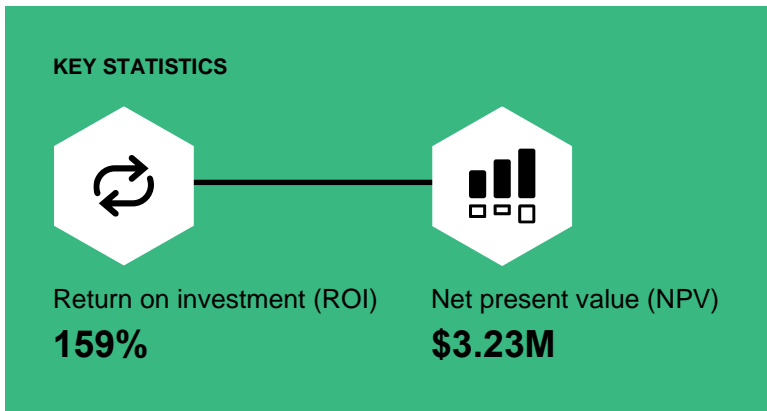 KEY STATISTICS
Return on investment (ROI)
159%
Net present value (NPV)
$3.23M